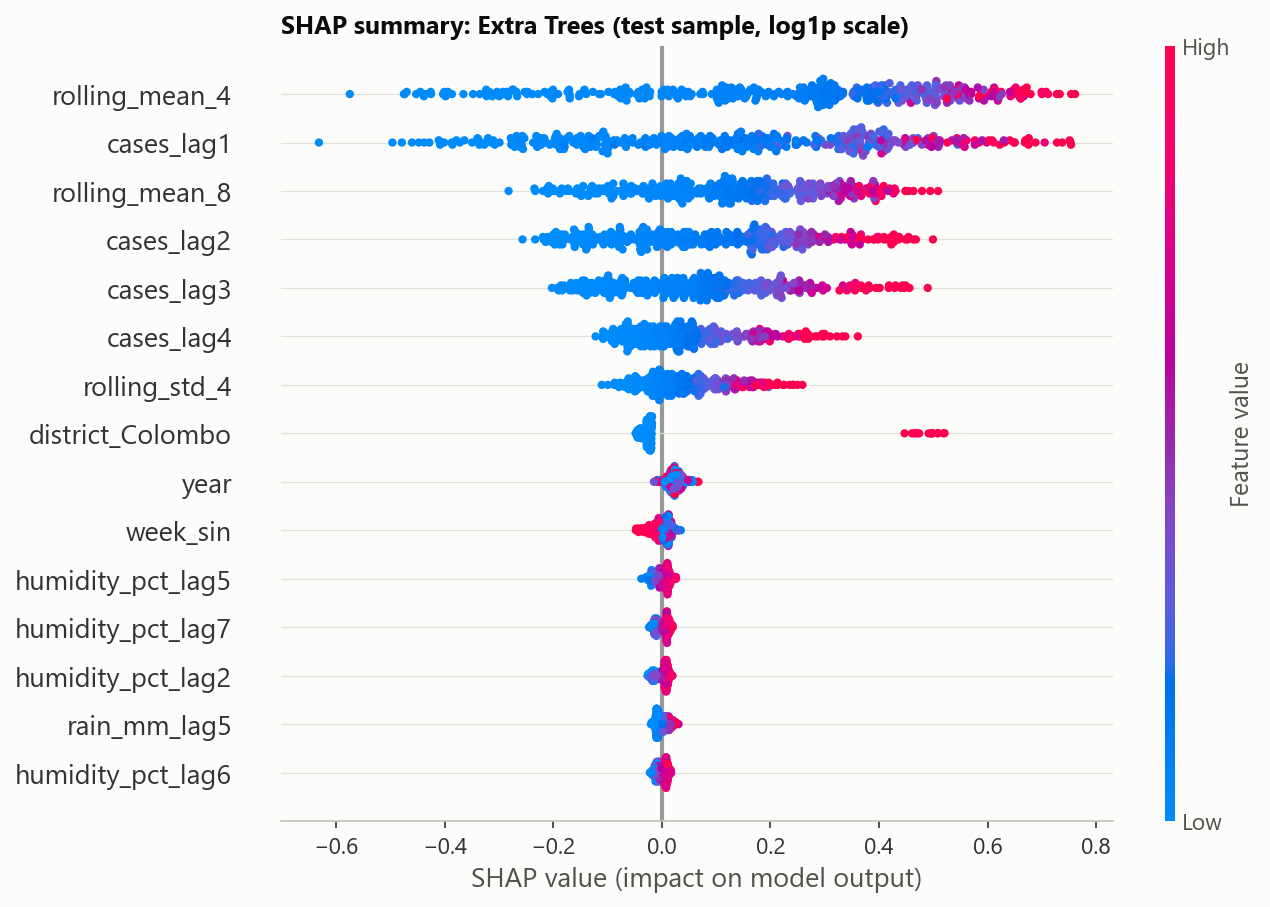 SHAP summary: Extra Trees (test sample, log1p scale)
High
rolling_mean_4
cases_lag1
rolling_mean_8
cases_lag2
cases_lag3
cases_lag4
rolling_std_4
district_Colombo
year
week_sin
humidity_pct_lag5
humidity_pct_lag7
humidity_pct_lag2
rain_mm_lag5
humidity_pct_lag6
Feature value
Low
−0.6 −0.4 −0.2 0.0 0.2 0.4 0.6 0.8
SHAP value (impact on model output)